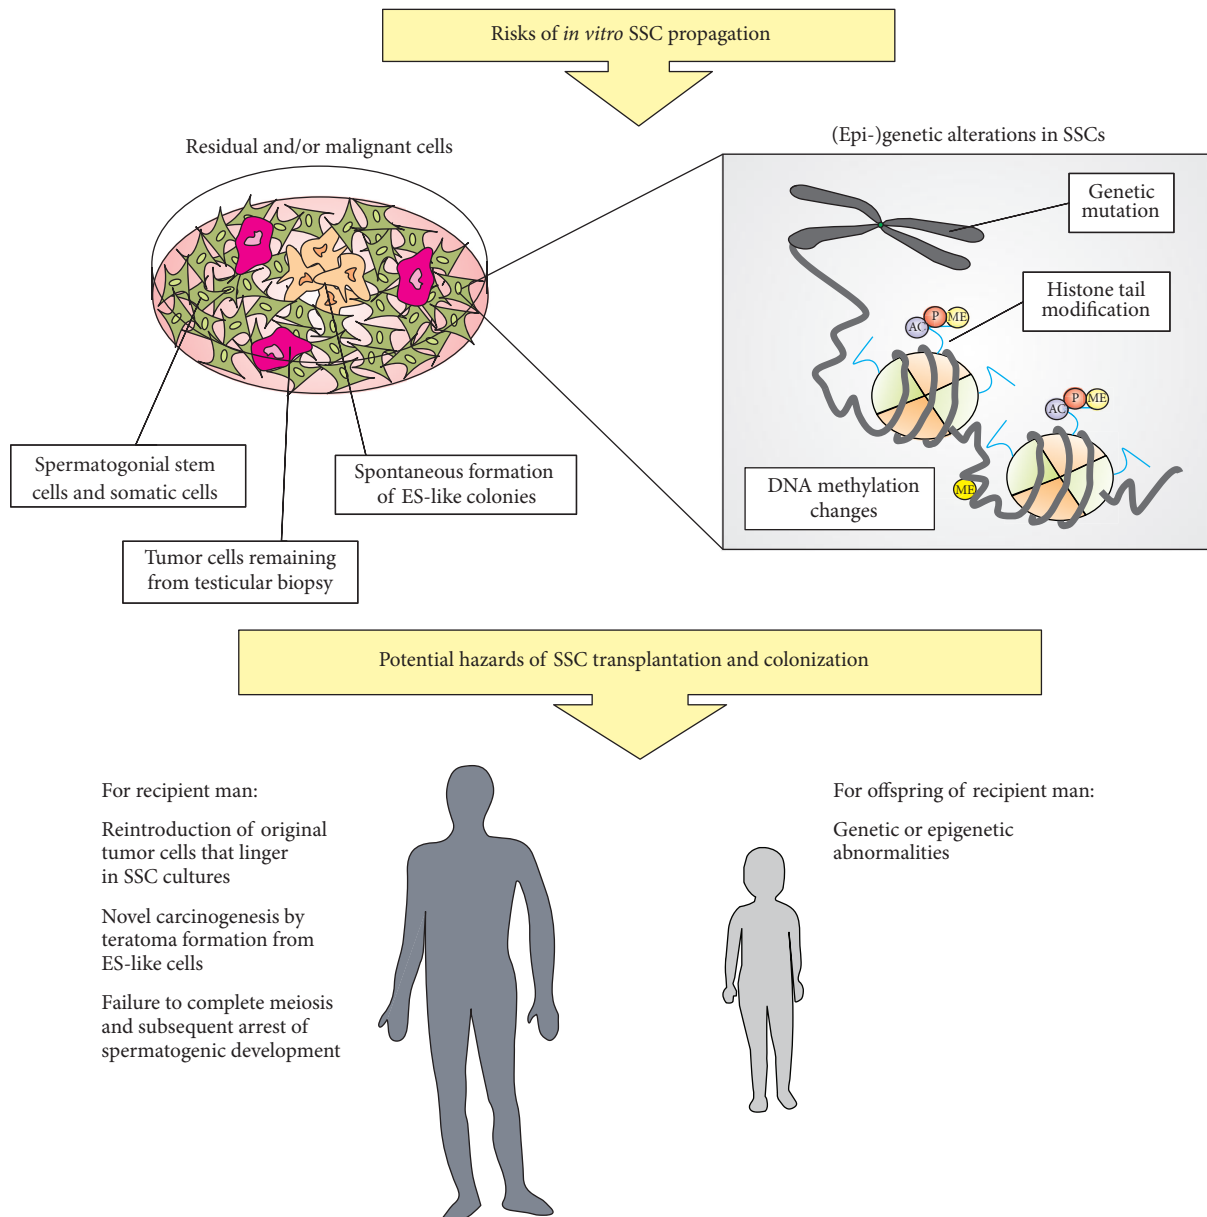 Risks of in vitro SSC propagation
Residual and/or malignant cells
(Epi-)genetic alterations in SSCs
Genetic
mutation
Histone tail
modification
AC P ME
AC P ME
ME
DNA methylation
changes
Spermatogonial stem
cells and somatic cells
Spontaneous formation
of ES-like colonies
Tumor cells remaining
from testicular biopsy
Potential hazards of SSC transplantation and colonization
For recipient man:
Reintroduction of original
tumor cells that linger
in SSC cultures
Novel carcinogenesis by
teratoma formation from
ES-like cells
Failure to complete meiosis
and subsequent arrest of
spermatogenic development
For offspring of recipient man:
Genetic or epigenetic
abnormalities